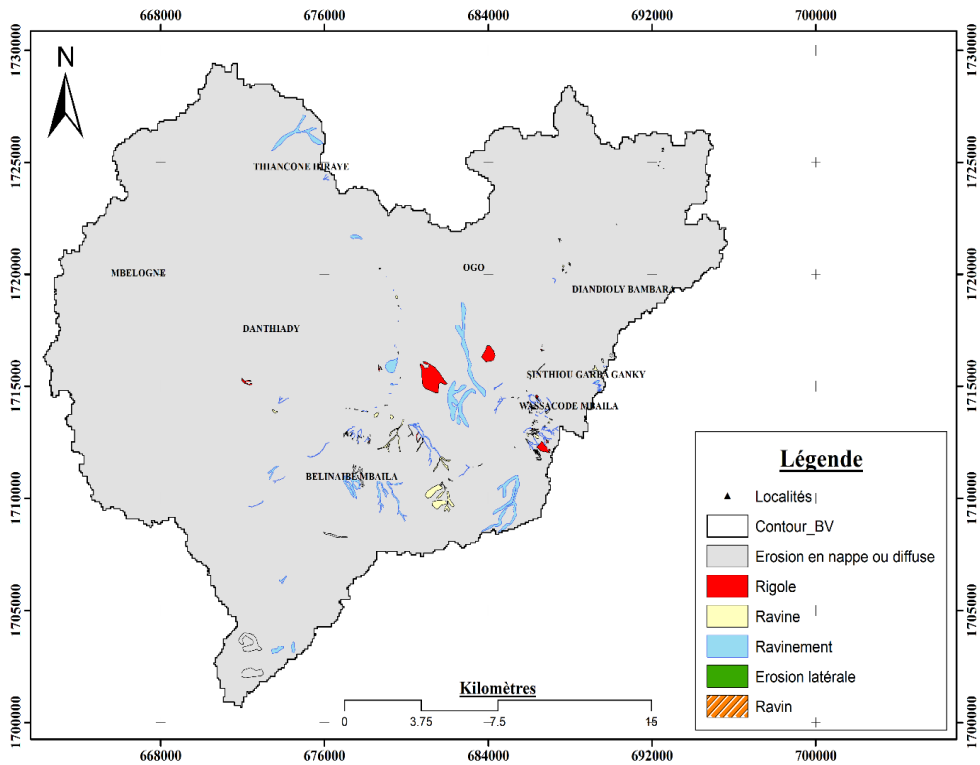 668000 676000 684000 692000 700000
1730000 1730000
N
1725000 1725000
THIANCONE HIRAYE
1720000 1720000
MBELOGNE OGO
DIANDIOLY BAMBARA
DANTHIADY
1715000 1715000
SINTHIOU GARBA GANKY
WASSACODE MBAILA
BELINAIBE MBAILA
1710000 1710000
1705000 1705000
1700000 1700000
Légende
Localités
Contour_BV
Erosion en nappe ou diffuse
Rigole
Ravine
Ravinement
Erosion latérale
Ravin
Kilomètres
0 3.75 7.5 15
668000 676000 684000 692000 700000